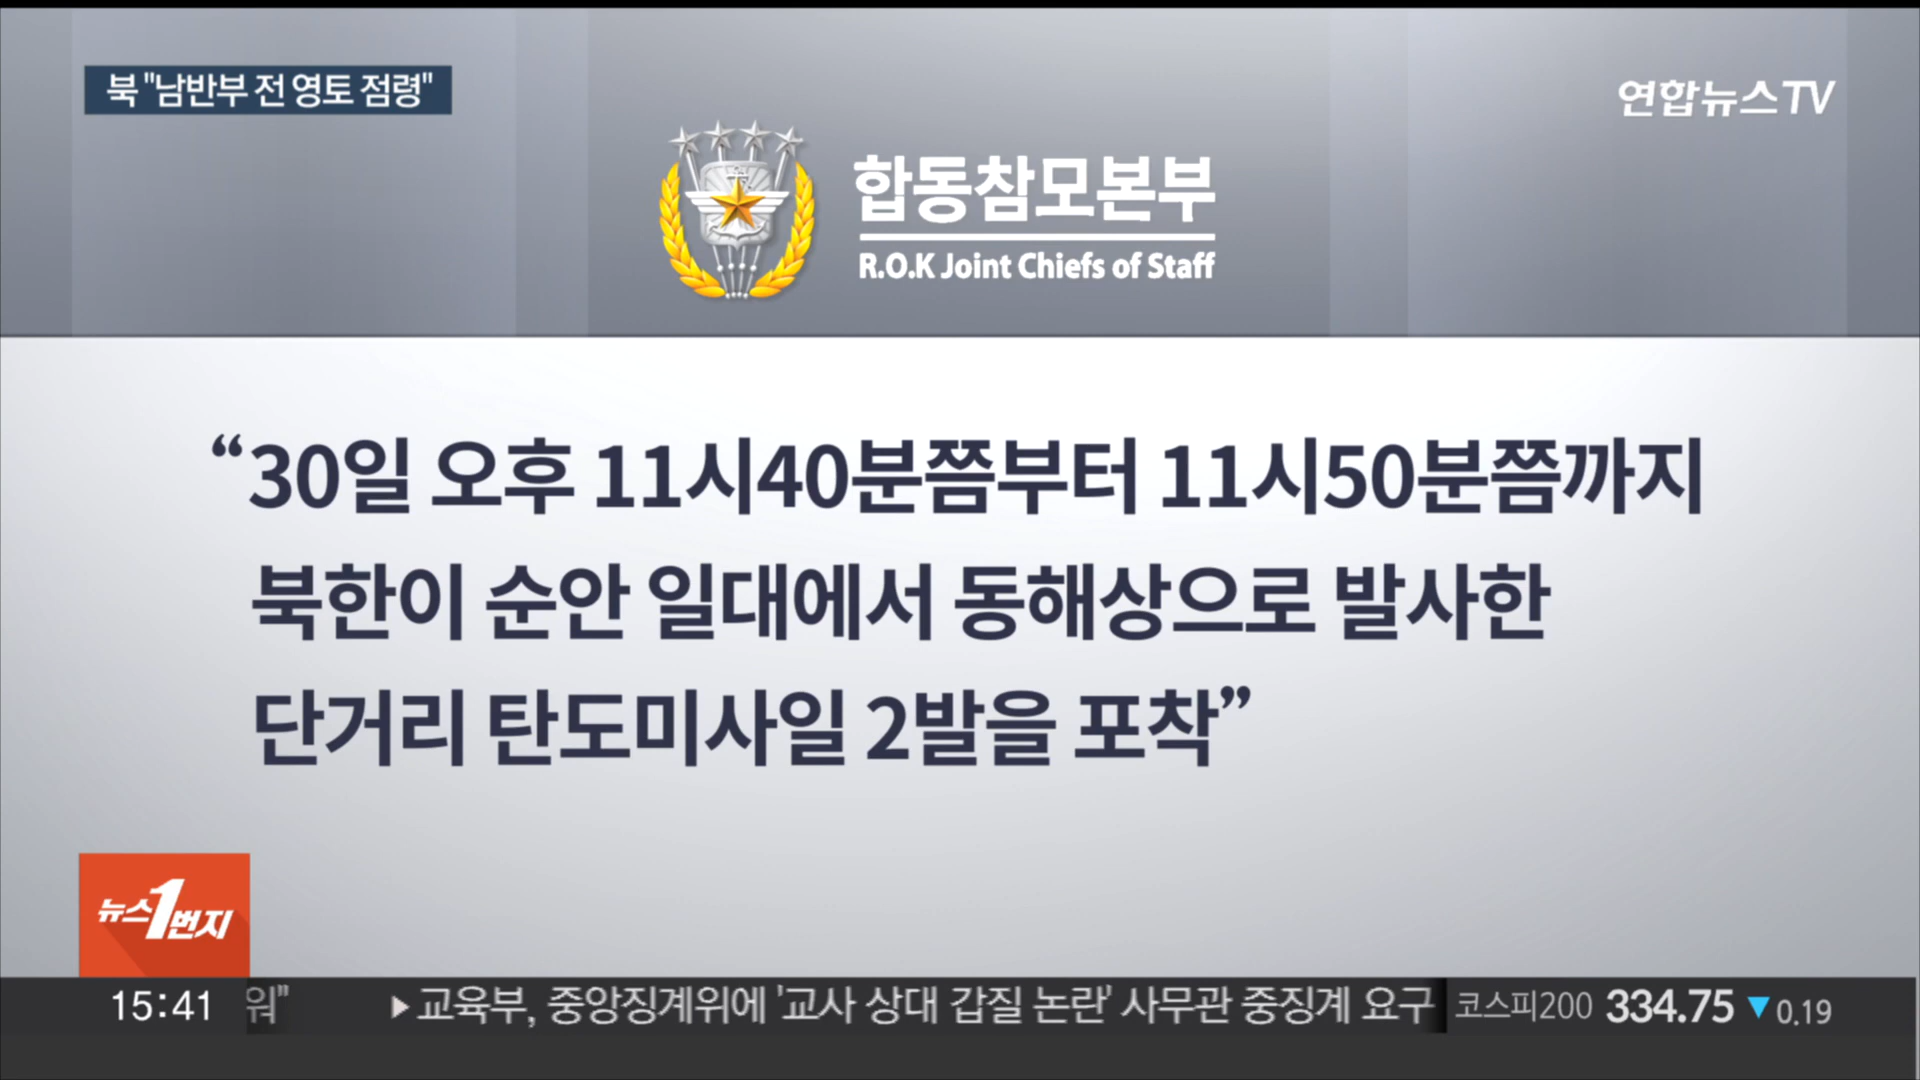 북 "남반부 전 영토 점령"
연합뉴스TV
합동참모본부
R.O.K Joint Chiefs of Staff
“30일 오후 11시40분쯤부터 11시50분쯤까지
북한이 순안 일대에서 동해상으로 발사한
단거리 탄도미사일 2발을 포착”
뉴스1번지
15:41 워" ▶교육부, 중앙징계위에 '교사 상대 갑질 논란' 사무관 중징계 요구 코스피200 334.75 ▼0.19